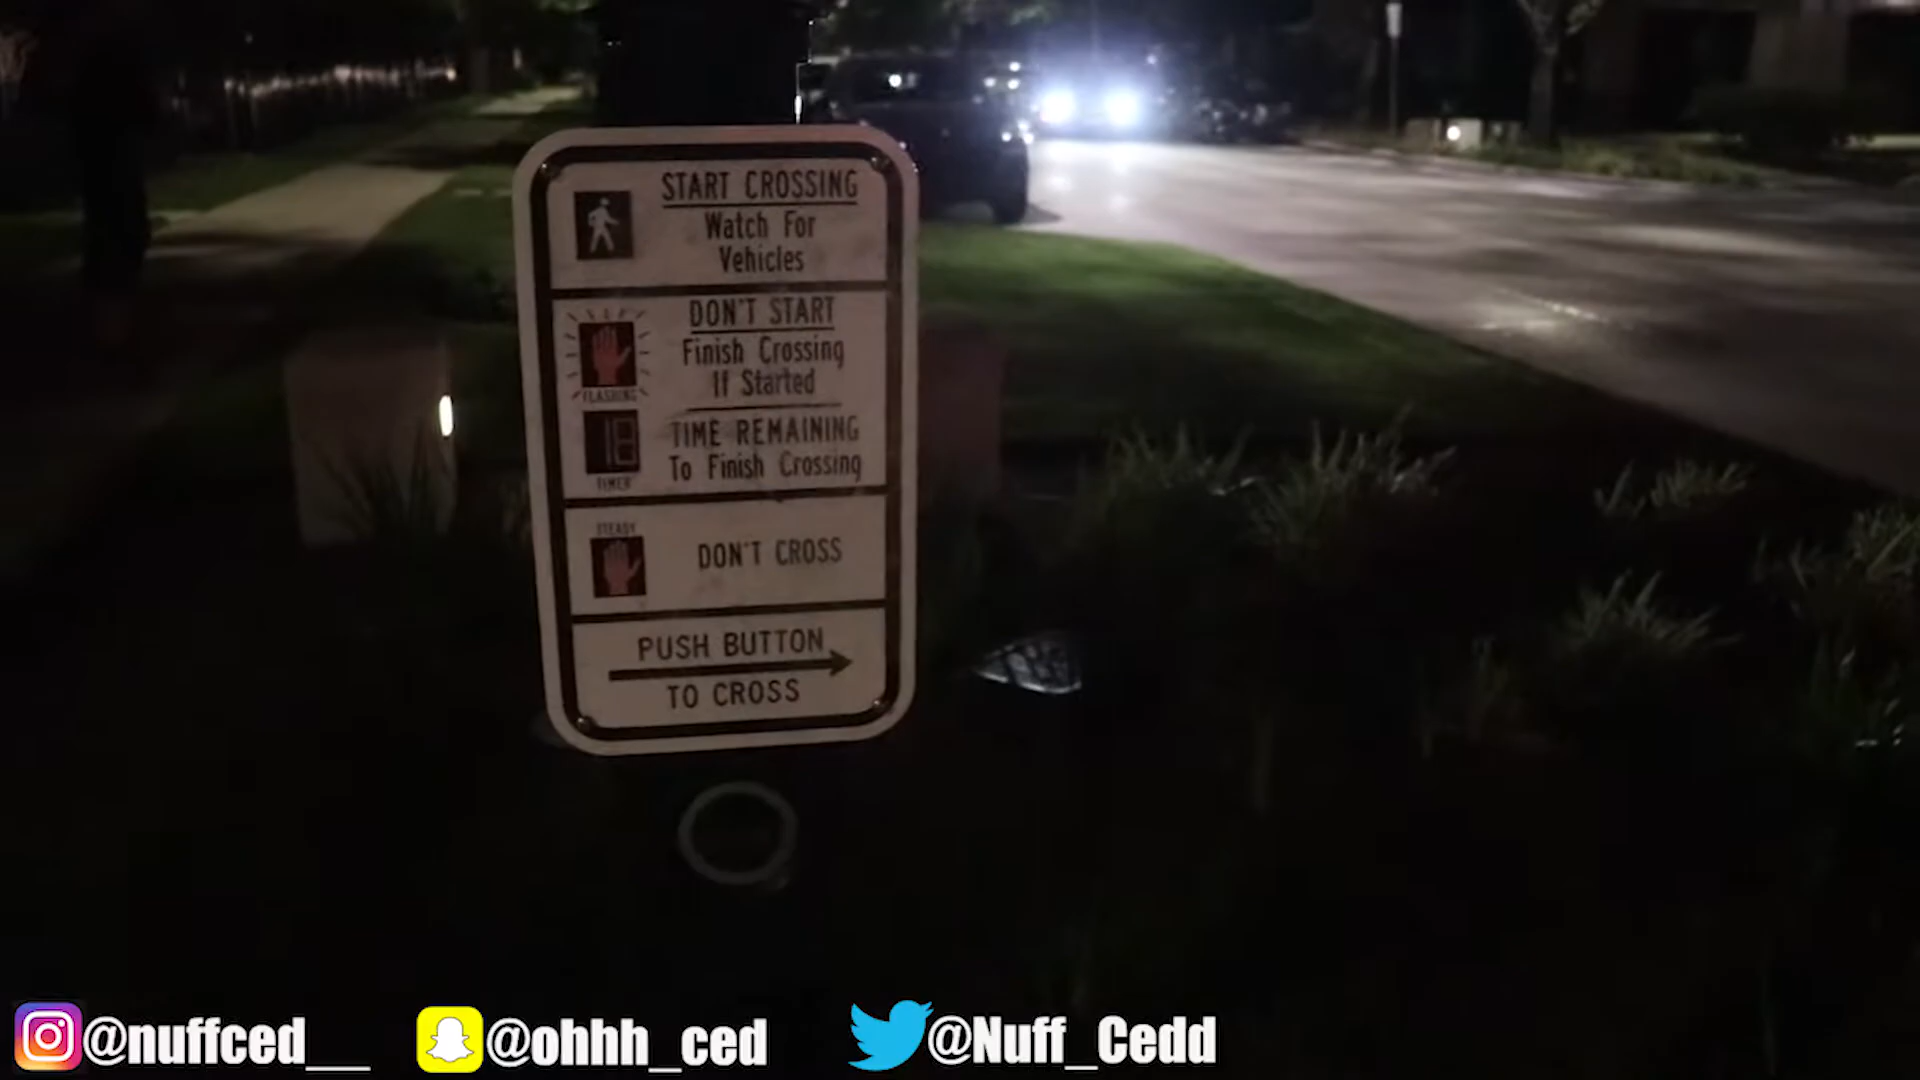 START CROSSING
Watch For
Vehicles
DON'T START
Finish Crossing
If Started
FLASHING
TIME REMAINING
To Finish Crossing
TIMER
STEADY
DON'T CROSS
PUSH BUTTON
TO CROSS
@nuffced__ @ohhh_ced @Nuff_Cedd